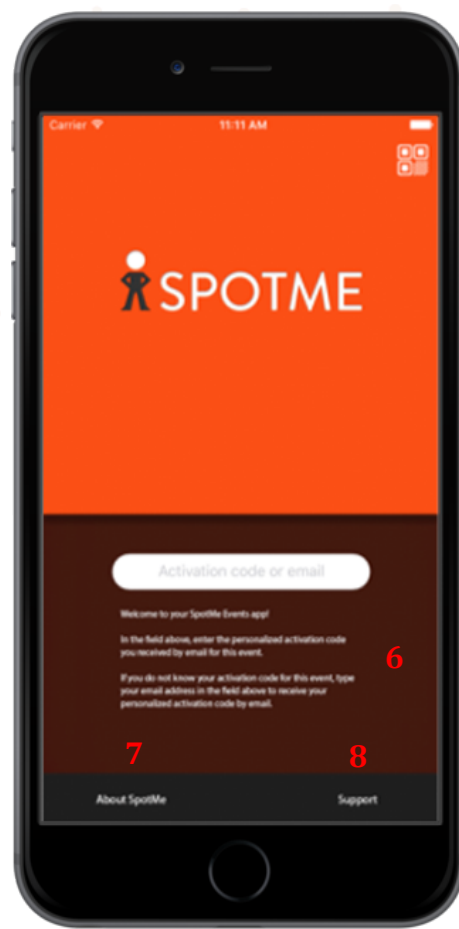 Carrier 11:11 AM
SPOTME
Activation code or email
Welcome to your SpotMe Events app!
In the field above, enter the personalized activation code
you received by email for this event.
6
If you do not know your activation code for this event, type
your email address in the field above to receive your
personalized activation code by email.
7 8
About SpotMe Support